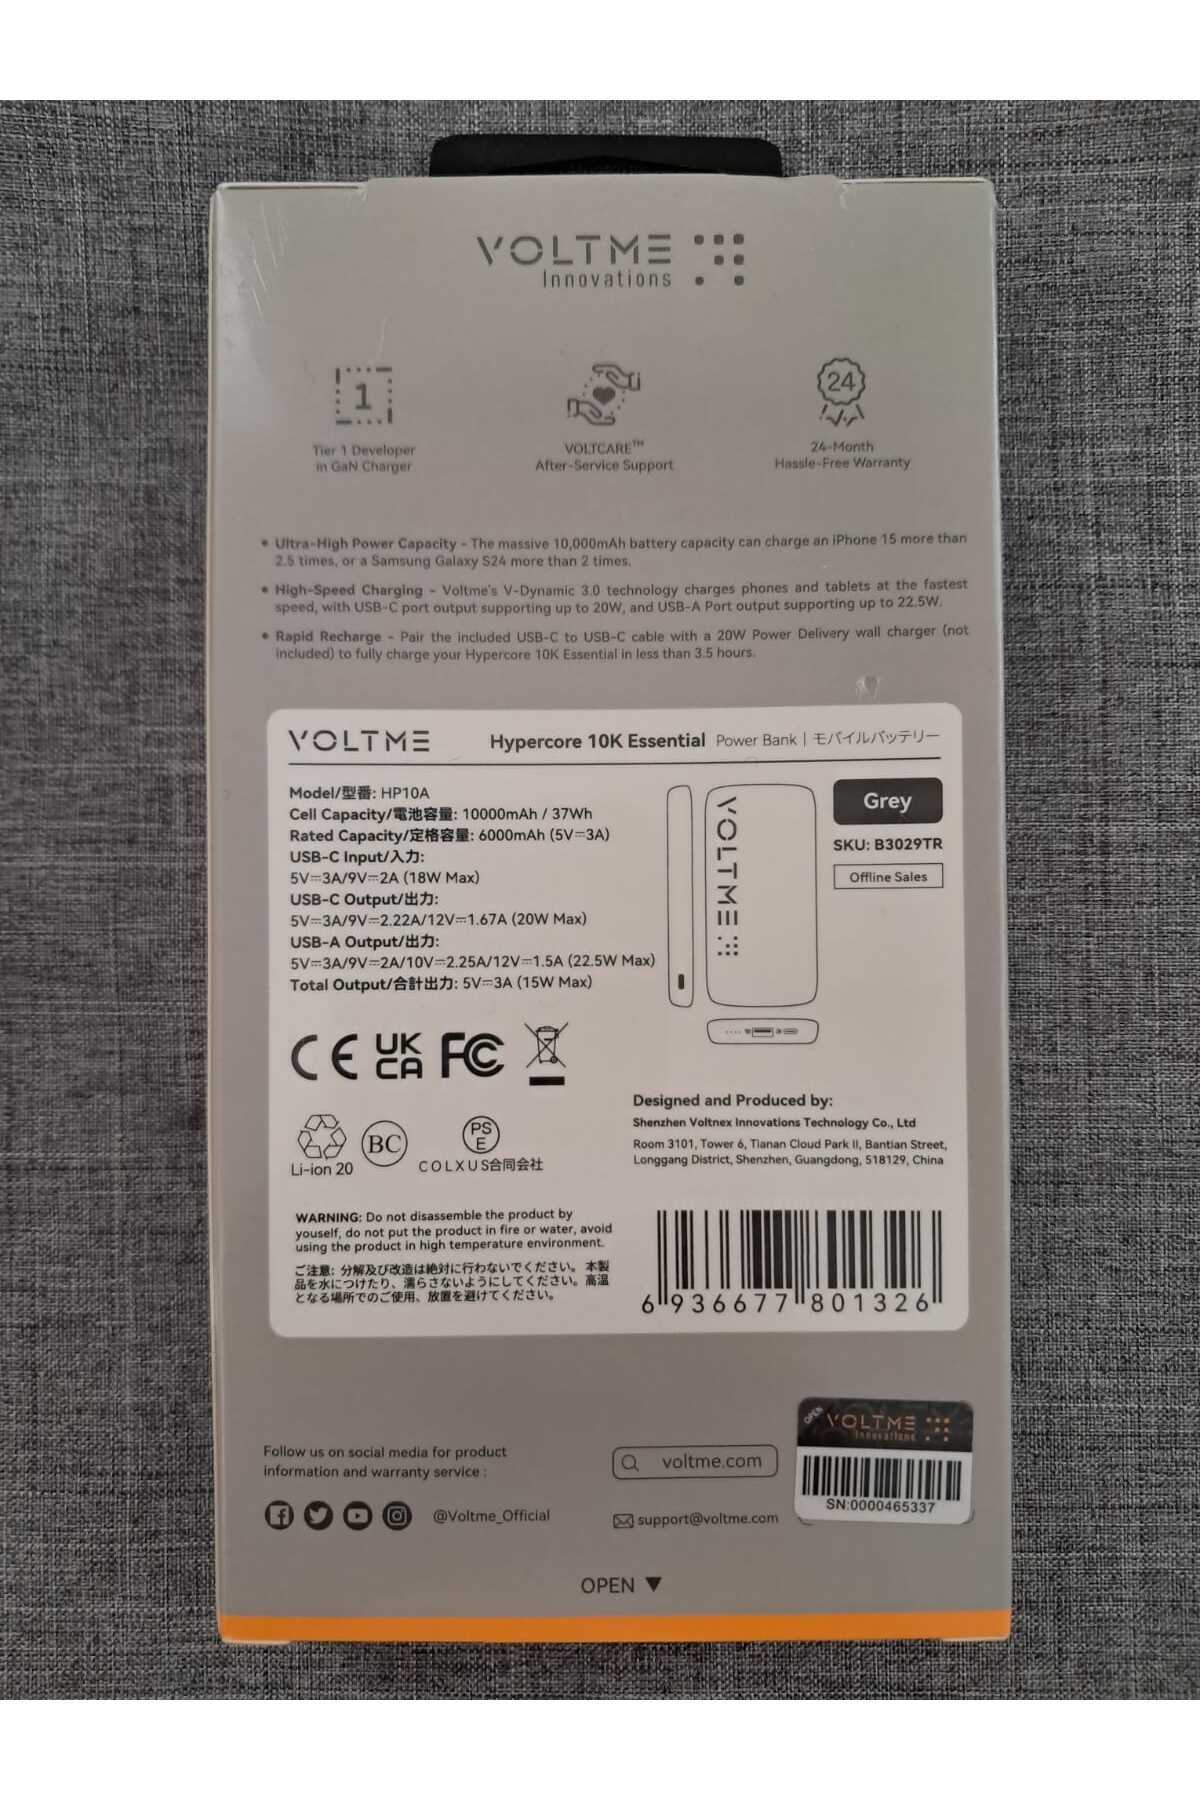 VOLTME
Innovations
1
Tier 1 Developer
in GaN Charger
VOLTCARE™
After-Service Support
24
24-Month
Hassle-Free Warranty
• Ultra-High Power Capacity - The massive 10,000mAh battery capacity can charge an iPhone 15 more than
2.5 times, or a Samsung Galaxy S24 more than 2 times.
• High-Speed Charging - Voltme's V-Dynamic 3.0 technology charges phones and tablets at the fastest
speed, with USB-C port output supporting up to 20W, and USB-A Port output supporting up to 22.5W.
• Rapid Recharge - Pair the included USB-C to USB-C cable with a 20W Power Delivery wall charger (not
included) to fully charge your Hypercore 10K Essential in less than 3.5 hours.
VOLTME Hypercore 10K Essential Power Bank | モバイルバッテリー
Model/型番: HP10A
Cell Capacity/電池容量: 10000mAh / 37Wh
Rated Capacity/定格容量: 6000mAh (5V⎓3A)
USB-C Input/入力:
5V⎓3A/9V⎓2A (18W Max)
USB-C Output/出力:
5V⎓3A/9V⎓2.22A/12V⎓1.67A (20W Max)
USB-A Output/出力:
5V⎓3A/9V⎓2A/10V⎓2.25A/12V⎓1.5A (22.5W Max)
Total Output/合計出力: 5V⎓3A (15W Max)
VOLTME
Grey
SKU: B3029TR
Offline Sales
CE UK CA FC
Li-ion 20
BC
PS
E
COLXUS合同会社
Designed and Produced by:
Shenzhen Voltnex Innovations Technology Co., Ltd
Room 3101, Tower 6, Tianan Cloud Park II, Bantian Street,
Longgang District, Shenzhen, Guangdong, 518129, China
WARNING: Do not disassemble the product by
youself, do not put the product in fire or water, avoid
using the product in high temperature environment.
ご注意: 分解及び改造は絶対に行わないでください。本製
品を水につけたり、濡らさないようにしてください。高温
となる場所でのご使用、放置を避けてください。
6 936677 801326
Follow us on social media for product
information and warranty service :
@Voltme_Official
voltme.com
support@voltme.com
OPEN
VOLTME
Innovations
SN:0000465337
OPEN ▼